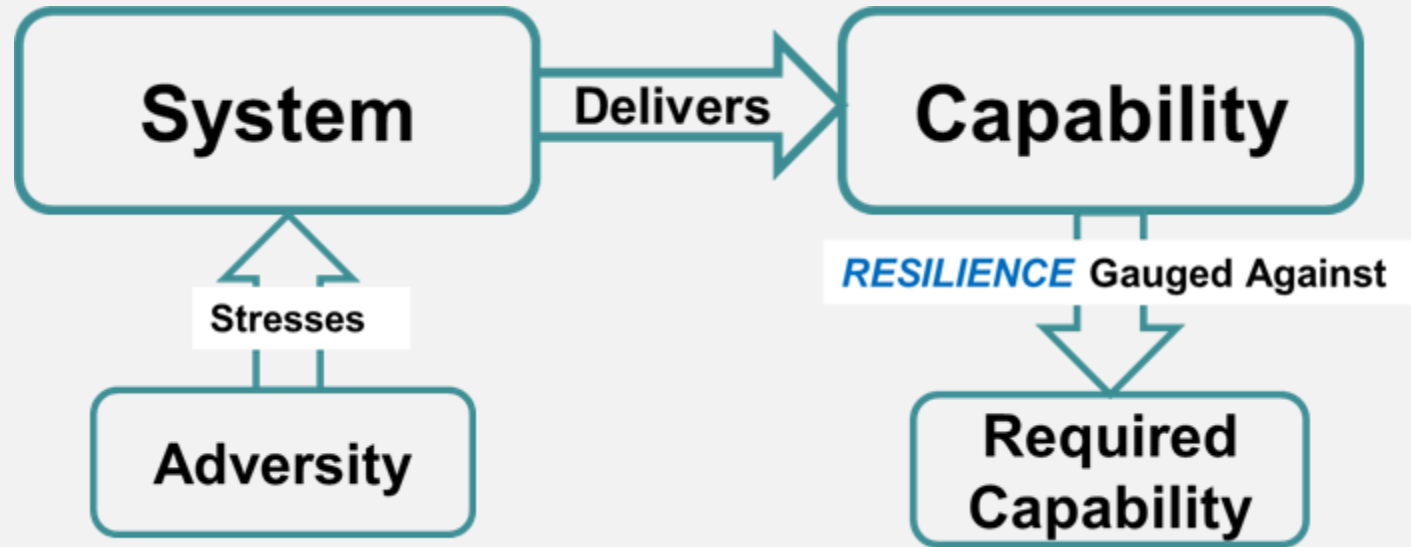 System
Delivers
Capability
Stresses
RESILIENCE Gauged Against
Adversity
Required
Capability